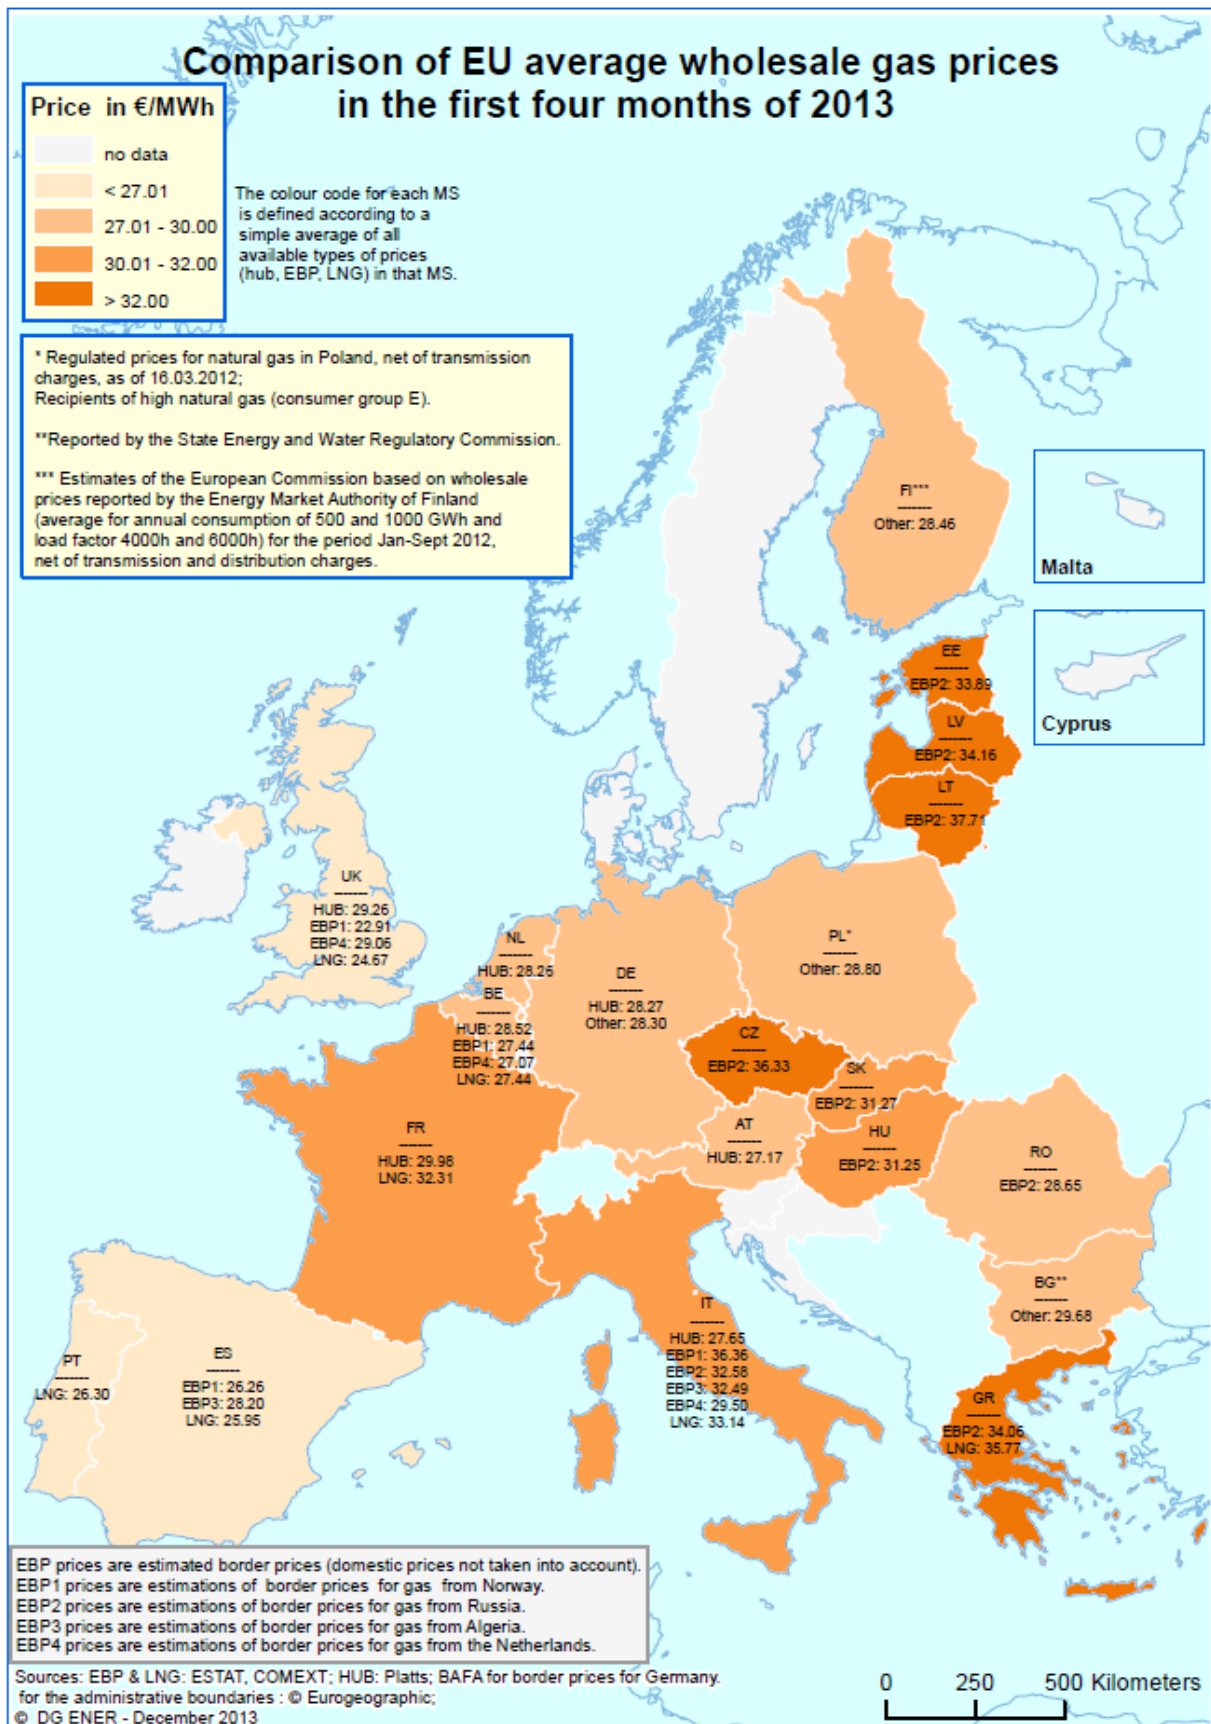 Comparison of EU average wholesale gas prices
in the first four months of 2013
Price in €/MWh
no data
< 27.01
27.01 - 30.00
30.01 - 32.00
> 32.00
The colour code for each MS
is defined according to a
simple average of all
available types of prices
(hub, EBP, LNG) in that MS.
* Regulated prices for natural gas in Poland, net of transmission
charges, as of 16.03.2012;
Recipients of high natural gas (consumer group E).
**Reported by the State Energy and Water Regulatory Commission.
*** Estimates of the European Commission based on wholesale
prices reported by the Energy Market Authority of Finland
(average for annual consumption of 500 and 1000 GWh and
load factor 4000h and 6000h) for the period Jan-Sept 2012,
net of transmission and distribution charges.
FI***
-------
Other: 28.46
Malta
Cyprus
EE
-------
EBP2: 33.89
LV
-------
EBP2: 34.16
LT
-------
EBP2: 37.71
UK
-------
HUB: 29.26
EBP1: 22.91
EBP4: 29.06
LNG: 24.67
NL
-------
HUB: 28.26
BE
-------
HUB: 28.52
EBP1: 27.44
EBP4: 27.07
LNG: 27.44
DE
-------
HUB: 28.27
Other: 28.30
PL*
-------
Other: 28.80
CZ
-------
EBP2: 36.33
SK
-------
EBP2: 31.27
FR
-------
HUB: 29.98
LNG: 32.31
AT
-------
HUB: 27.17
HU
-------
EBP2: 31.25
RO
-------
EBP2: 28.65
BG**
-------
Other: 29.68
IT
-------
HUB: 27.65
EBP1: 36.36
EBP2: 32.58
EBP3: 32.49
EBP4: 29.50
LNG: 33.14
PT
-------
LNG: 26.30
ES
-------
EBP1: 26.26
EBP3: 28.20
LNG: 25.95
GR
-------
EBP2: 34.06
LNG: 35.77
EBP prices are estimated border prices (domestic prices not taken into account).
EBP1 prices are estimations of border prices for gas from Norway.
EBP2 prices are estimations of border prices for gas from Russia.
EBP3 prices are estimations of border prices for gas from Algeria.
EBP4 prices are estimations of border prices for gas from the Netherlands.
Sources: EBP & LNG: ESTAT, COMEXT; HUB: Platts; BAFA for border prices for Germany.
for the administrative boundaries : © Eurogeographic;
© DG ENER - December 2013
0 250 500 Kilometers